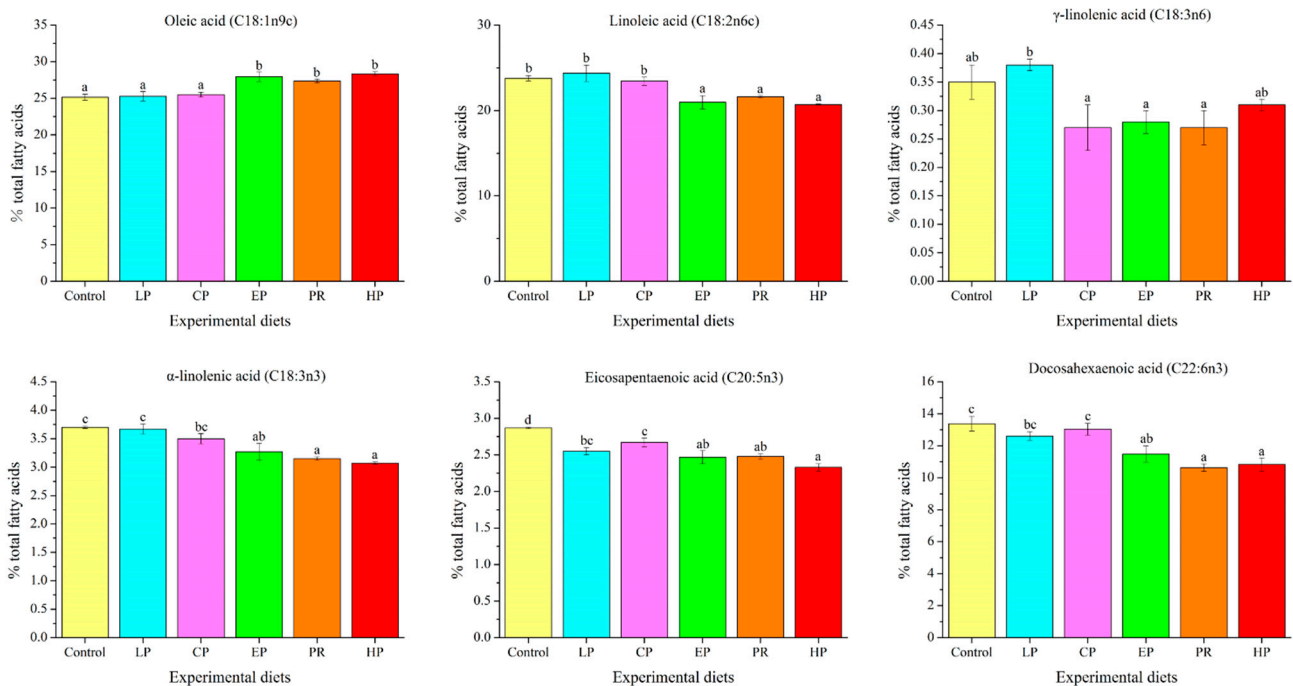 Oleic acid (C18:1n9c)
% total fatty acids
35
30
25
20
15
10
5
0
a a a b b b
Control LP CP EP PR HP
Experimental diets
Linoleic acid (C18:2n6c)
% total fatty acids
30
20
10
0
b b b a a a
Control LP CP EP PR HP
Experimental diets
γ-linolenic acid (C18:3n6)
% total fatty acids
0.45
0.40
0.35
0.30
0.25
0.20
0.15
0.10
0.05
0.00
ab b a a a ab
Control LP CP EP PR HP
Experimental diets
α-linolenic acid (C18:3n3)
% total fatty acids
4.5
4.0
3.5
3.0
2.5
2.0
1.5
1.0
0.5
0.0
c c bc ab a a
Control LP CP EP PR HP
Experimental diets
Eicosapentaenoic acid (C20:5n3)
% total fatty acids
3.5
3.0
2.5
2.0
1.5
1.0
0.5
0.0
d bc c ab ab a
Control LP CP EP PR HP
Experimental diets
Docosahexaenoic acid (C22:6n3)
% total fatty acids
16
14
12
10
8
6
4
2
0
c bc c ab a a
Control LP CP EP PR HP
Experimental diets